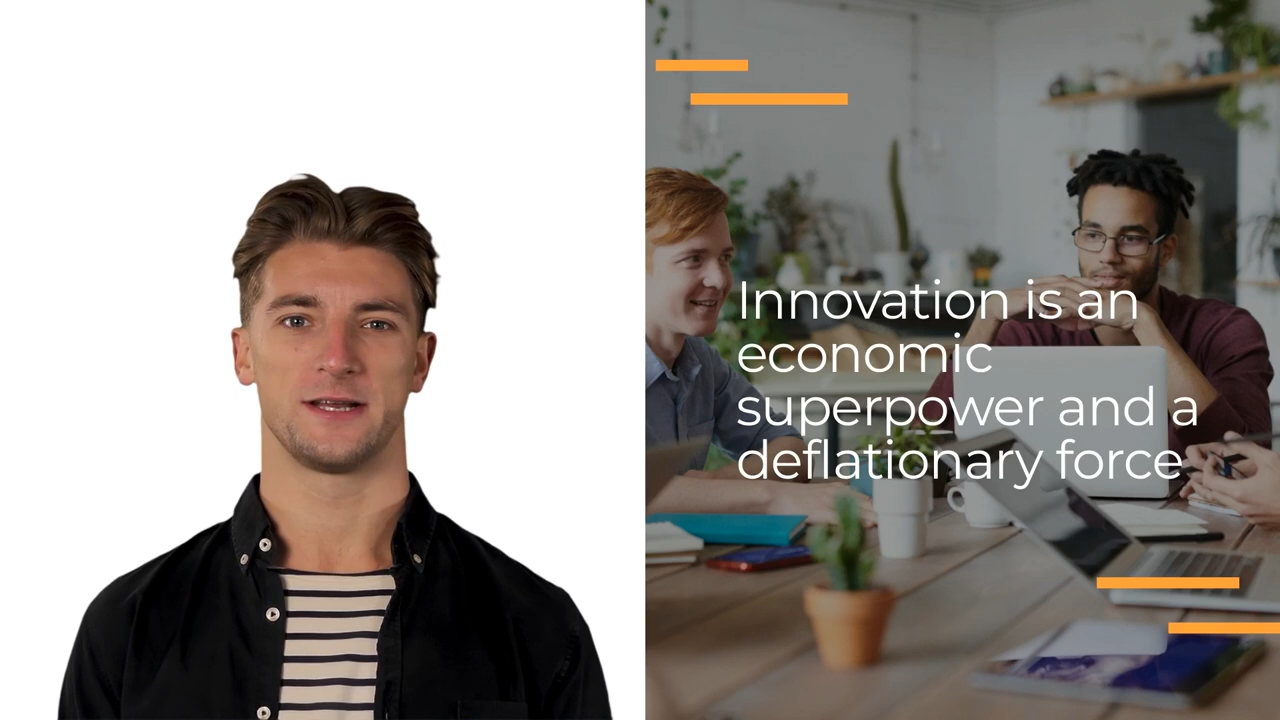 Innovation is an
economic
superpower and a
deflationary force